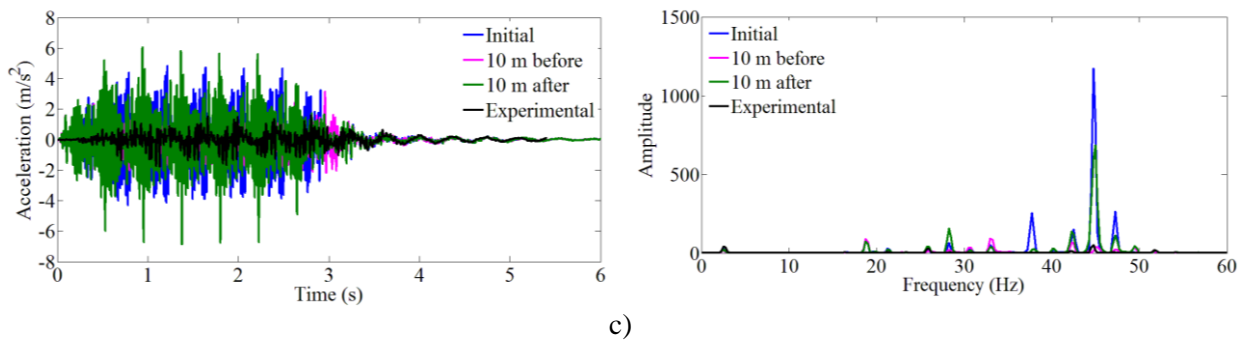 8
6
4
2
0
-2
-4
-6
-8
Acceleration (m/s²)
0 1 2 3 4 5 6
Time (s)
Initial
10 m before
10 m after
Experimental
1500
1000
500
0
Amplitude
0 10 20 30 40 50 60
Frequency (Hz)
Initial
10 m before
10 m after
Experimental
c)